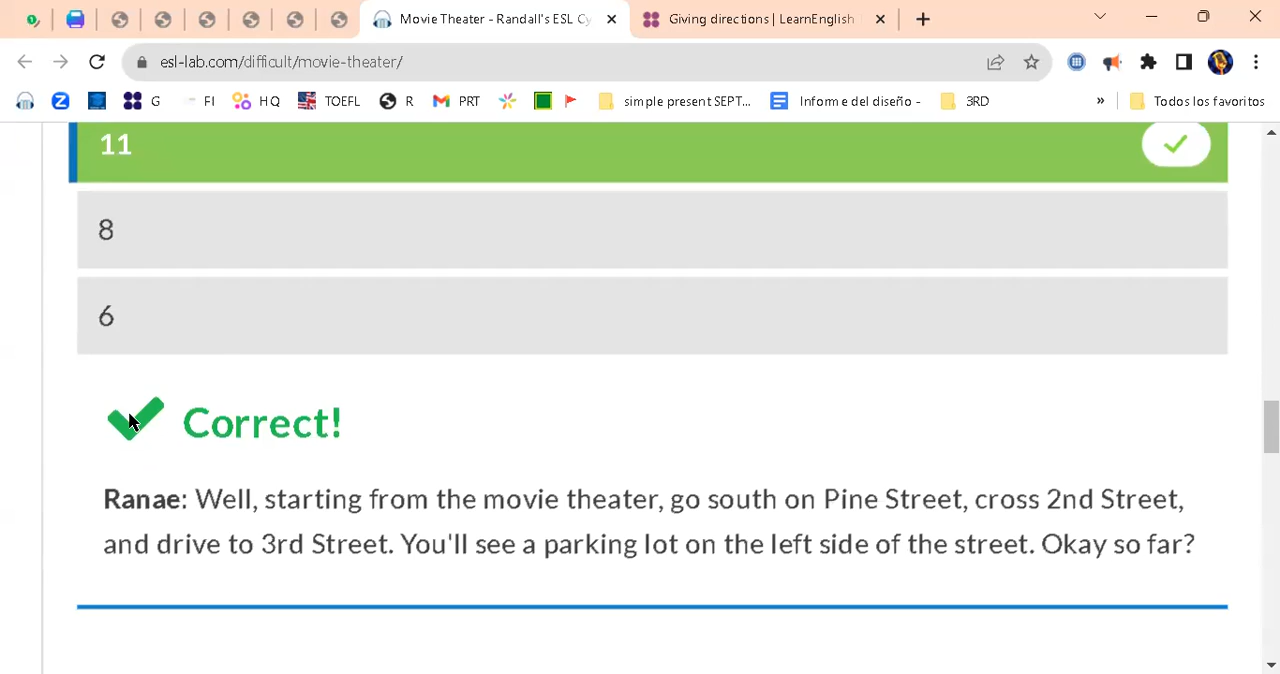 Movie Theater - Randall's ESL Cy
Giving directions | LearnEnglish
esl-lab.com/difficult/movie-theater/
G FI H Q TOEFL R PRT simple present SEPT... Informe del diseño - 3RD » Todos los favoritos
11
8
6
Correct!
Ranae: Well, starting from the movie theater, go south on Pine Street, cross 2nd Street,
and drive to 3rd Street. You'll see a parking lot on the left side of the street. Okay so far?